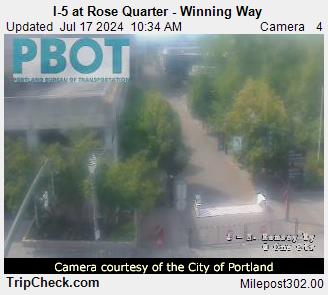 I-5 at Rose Quarter - Winning Way
Updated Jul 17 2024 10:34 AM Camera 4
PBOT
PORTLAND BUREAU OF TRANSPORTATION
Camera courtesy of the City of Portland
TripCheck.com Milepost302.00